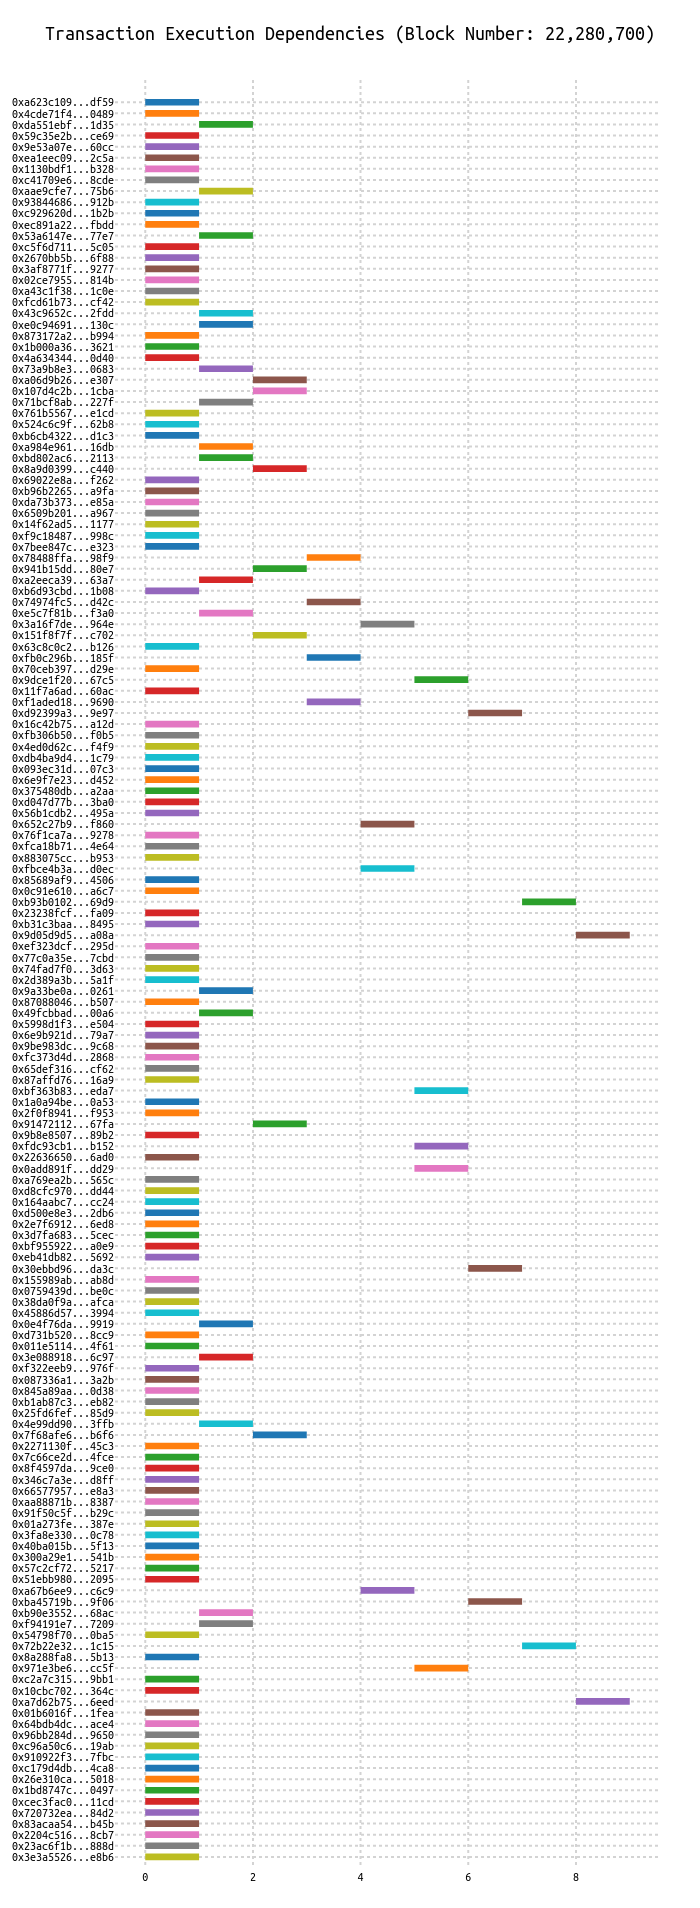 Transaction Execution Dependencies (Block Number: 22,280,700)
0xa623c109...df59
0x4cde71f4...0489
0xda551ebf...1d35
0x59c35e2b...ce69
0x9e53a07e...60cc
0xea1eec09...2c5a
0x1130bdf1...b328
0xc41709e6...8cde
0xaae9cfe7...75b6
0x93844686...912b
0xc929620d...1b2b
0xec891a22...fbdd
0x53a6147e...77e7
0xc5f6d711...5c05
0x2670bb5b...6f88
0x3af8771f...9277
0x02ce7955...814b
0xa43c1f38...1c0e
0xfcd61b73...cf42
0x43c9652c...2fdd
0xe0c94691...130c
0x873172a2...b994
0x1b000a36...3621
0x4a634344...0d40
0x73a9b8e3...0683
0xa06d9b26...e307
0x107d4c2b...1cba
0x71bcf8ab...227f
0x761b5567...e1cd
0x524c6c9f...62b8
0xb6cb4322...d1c3
0xa984e961...16db
0xbd802ac6...2113
0x8a9d0399...c440
0x69022e8a...f262
0xb96b2265...a9fa
0xda73b373...e85a
0x6509b201...a967
0x14f62ad5...1177
0xf9c18487...998c
0x7bee847c...e323
0x78488ffa...98f9
0x941b15dd...80e7
0xa2eeca39...63a7
0xb6d93cbd...1b08
0x74974fc5...d42c
0xe5c7f81b...f3a0
0x3a16f7de...964e
0x151f8f7f...c702
0x63c8c0c2...b126
0xfb0c296b...185f
0x70ceb397...d29e
0x9dce1f20...67c5
0x11f7a6ad...60ac
0xf1aded18...9690
0xd92399a3...9e97
0x16c42b75...a12d
0xfb306b50...f0b5
0x4ed0d62c...f4f9
0xdb4ba9d4...1c79
0x093ec31d...07c3
0x6e9f7e23...d452
0x375480db...a2aa
0xd047d77b...3ba0
0x56b1cdb2...495a
0x652c27b9...f860
0x76f1ca7a...9278
0xfca18b71...4e64
0x883075cc...b953
0xfbce4b3a...d0ec
0x85689af9...4506
0x0c91e610...a6c7
0xb93b0102...69d9
0x23238fcf...fa09
0xb31c3baa...8495
0x9d05d9d5...a08a
0xef323dcf...295d
0x77c0a35e...7cbd
0x74fad7f0...3d63
0x2d389a3b...5a1f
0x9a33be0a...0261
0x87088046...b507
0x49fcbbad...00a6
0x5998d1f3...e504
0x6e9b921d...79a7
0x9be983dc...9c68
0xfc373d4d...2868
0x65def316...cf62
0x87affd76...16a9
0xbf363b83...eda7
0x1a0a94be...0a53
0x2f0f8941...f953
0x91472112...67fa
0x9b8e8507...89b2
0xfdc93cb1...b152
0x22636650...6ad0
0x0add891f...dd29
0xa769ea2b...565c
0xd8cfc970...dd44
0x164aabc7...cc24
0xd500e8e3...2db6
0x2e7f6912...6ed8
0x3d7fa683...5cec
0xbf955922...a0e9
0xeb41db82...5692
0x30ebbd96...da3c
0x155989ab...ab8d
0x0759439d...be0c
0x38da0f9a...afca
0x45886d57...3994
0x0e4f76da...9919
0xd731b520...8cc9
0x011e5114...4f61
0x3e088918...6c97
0xf322eeb9...976f
0x087336a1...3a2b
0x845a89aa...0d38
0xb1ab87c3...eb82
0x25fd6fef...85d9
0x4e99dd90...3ffb
0x7f68afe6...b6f6
0x2271130f...45c3
0x7c66ce2d...4fce
0x8f4597da...9ce0
0x346c7a3e...d8ff
0x66577957...e8a3
0xaa88871b...8387
0x91f50c5f...b29c
0x01a273fe...387e
0x3fa8e330...0c78
0x40ba015b...5f13
0x300a29e1...541b
0x57c2cf72...5217
0x51ebb980...2095
0xa67b6ee9...c6c9
0xba45719b...9f06
0xb90e3552...68ac
0xf94191e7...7209
0x54798f70...0ba5
0x72b22e32...1c15
0x8a288fa8...5b13
0x971e3be6...cc5f
0xc2a7c315...9bb1
0x10cbc702...364c
0xa7d62b75...6eed
0x01b6016f...1fea
0x64bdb4dc...ace4
0x96bb284d...9650
0xc96a50c6...19ab
0x910922f3...7fbc
0xc179d4db...4ca8
0x26e310ca...5018
0x1bd8747c...0497
0xcec3fac0...11cd
0x720732ea...84d2
0x83acaa54...b45b
0x2204c516...8cb7
0x23ac6f1b...888d
0x3e3a5526...e8b6
0 2 4 6 8